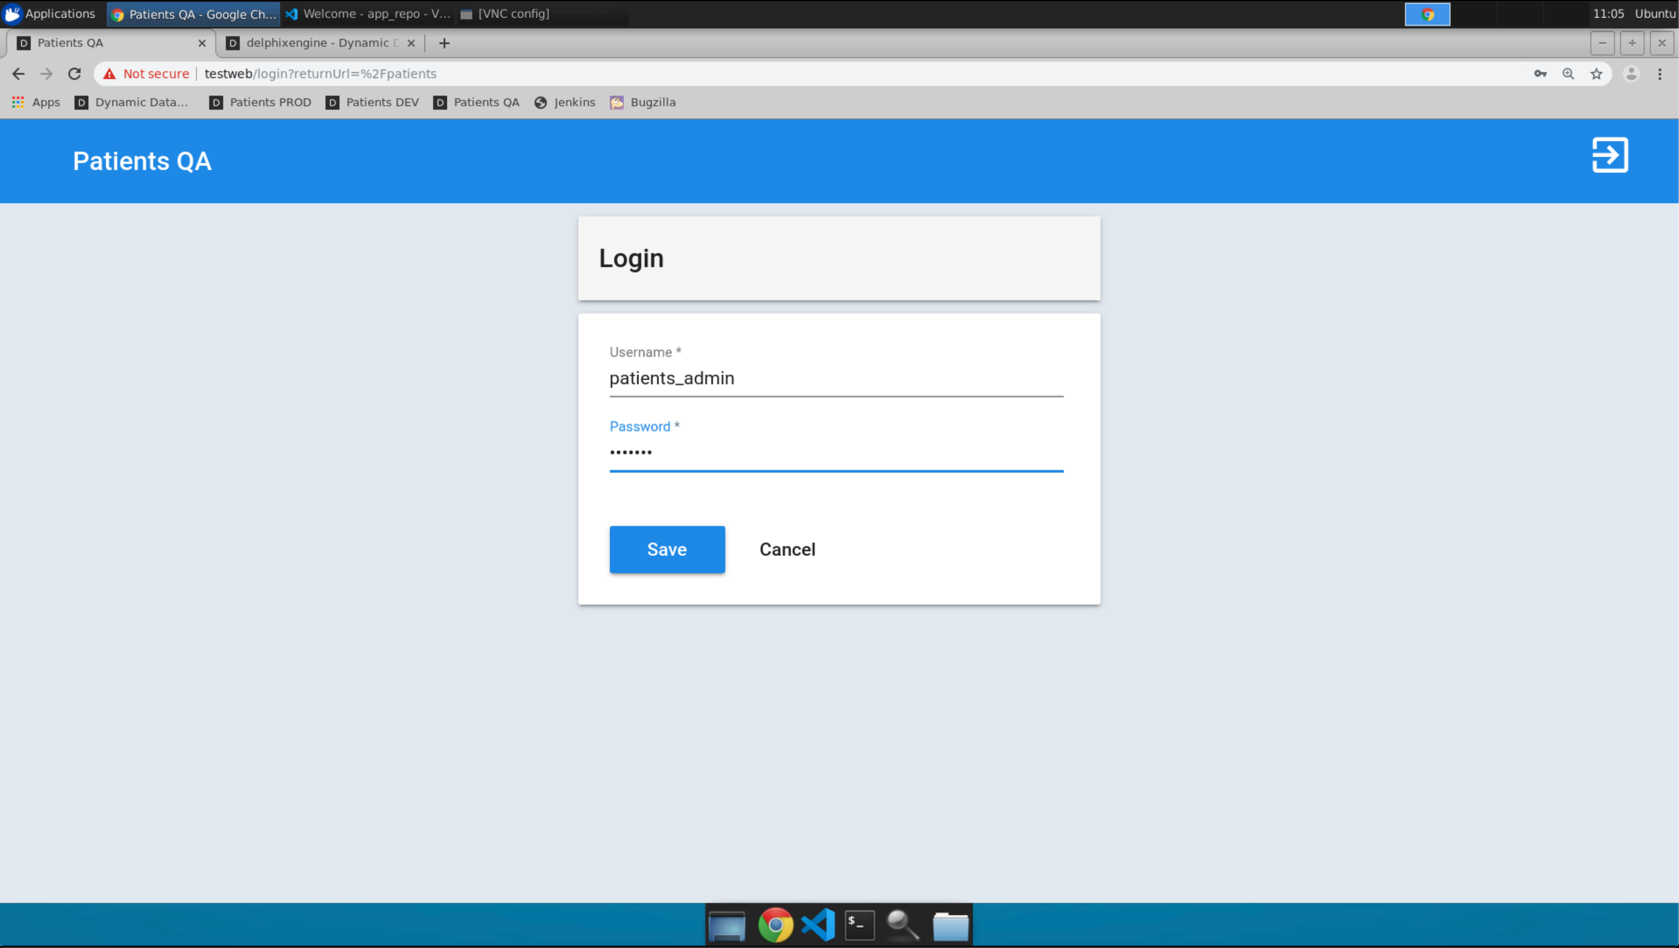 Applications Patients QA - Google Ch... Welcome - app_repo - V... [VNC config] 11:05 Ubuntu
D Patients QA D delphixengine - Dynamic
Not secure testweb/login?returnUrl=%2Fpatients
Apps D Dynamic Data... D Patients PROD D Patients DEV D Patients QA Jenkins Bugzilla
Patients QA
Login
Username *
patients_admin
Password *
•••••••
Save Cancel
$_